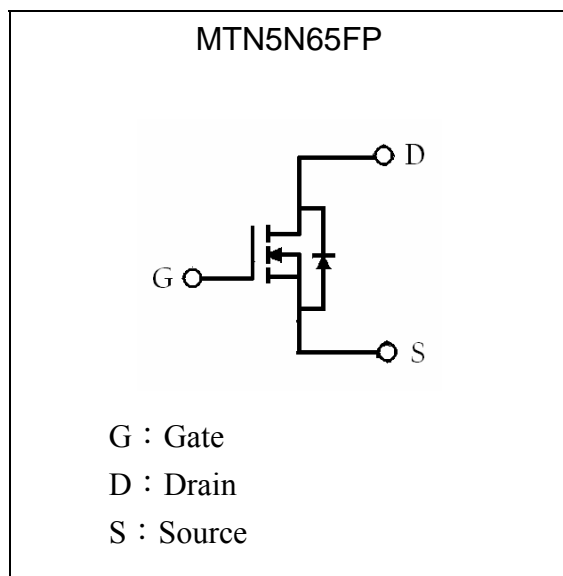 MTN5N65FP
D
G
S
G：Gate
D：Drain
S：Source